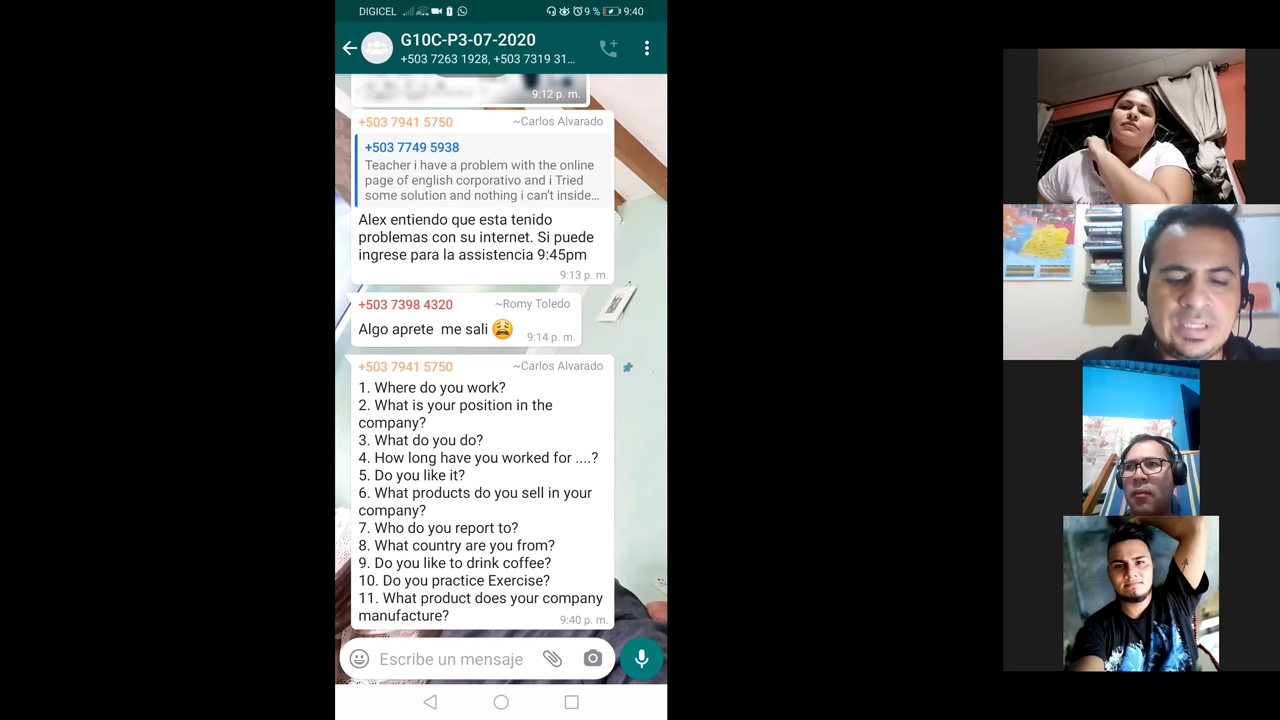 DIGICEL 9 % 9:40
G10C-P3-07-2020
+503 7263 1928, +503 7319 31...
9:12 p. m.
+503 7941 5750 ~Carlos Alvarado
+503 7749 5938
Teacher i have a problem with the online
page of english corporativo and i Tried
some solution and nothing i can't inside...
Alex entiendo que esta tenido
problemas con su internet. Si puede
ingrese para la assistencia 9:45pm
9:13 p. m.
+503 7398 4320 ~Romy Toledo
Algo aprete me sali 😩
9:14 p. m.
+503 7941 5750 ~Carlos Alvarado
1. Where do you work?
2. What is your position in the
company?
3. What do you do?
4. How long have you worked for ....?
5. Do you like it?
6. What products do you sell in your
company?
7. Who do you report to?
8. What country are you from?
9. Do you like to drink coffee?
10. Do you practice Exercise?
11. What product does your company
manufacture?
9:40 p. m.
Escribe un mensaje